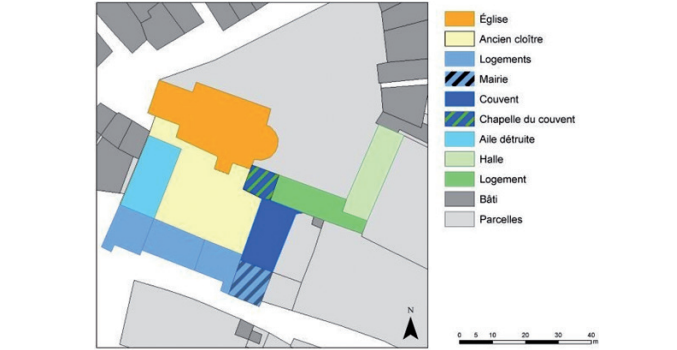 Église
Ancien cloître
Logements
Mairie
Couvent
Chapelle du couvent
Aile détruite
Halle
Logement
Bâti
Parcelles
N
0 10 20 30 40
m